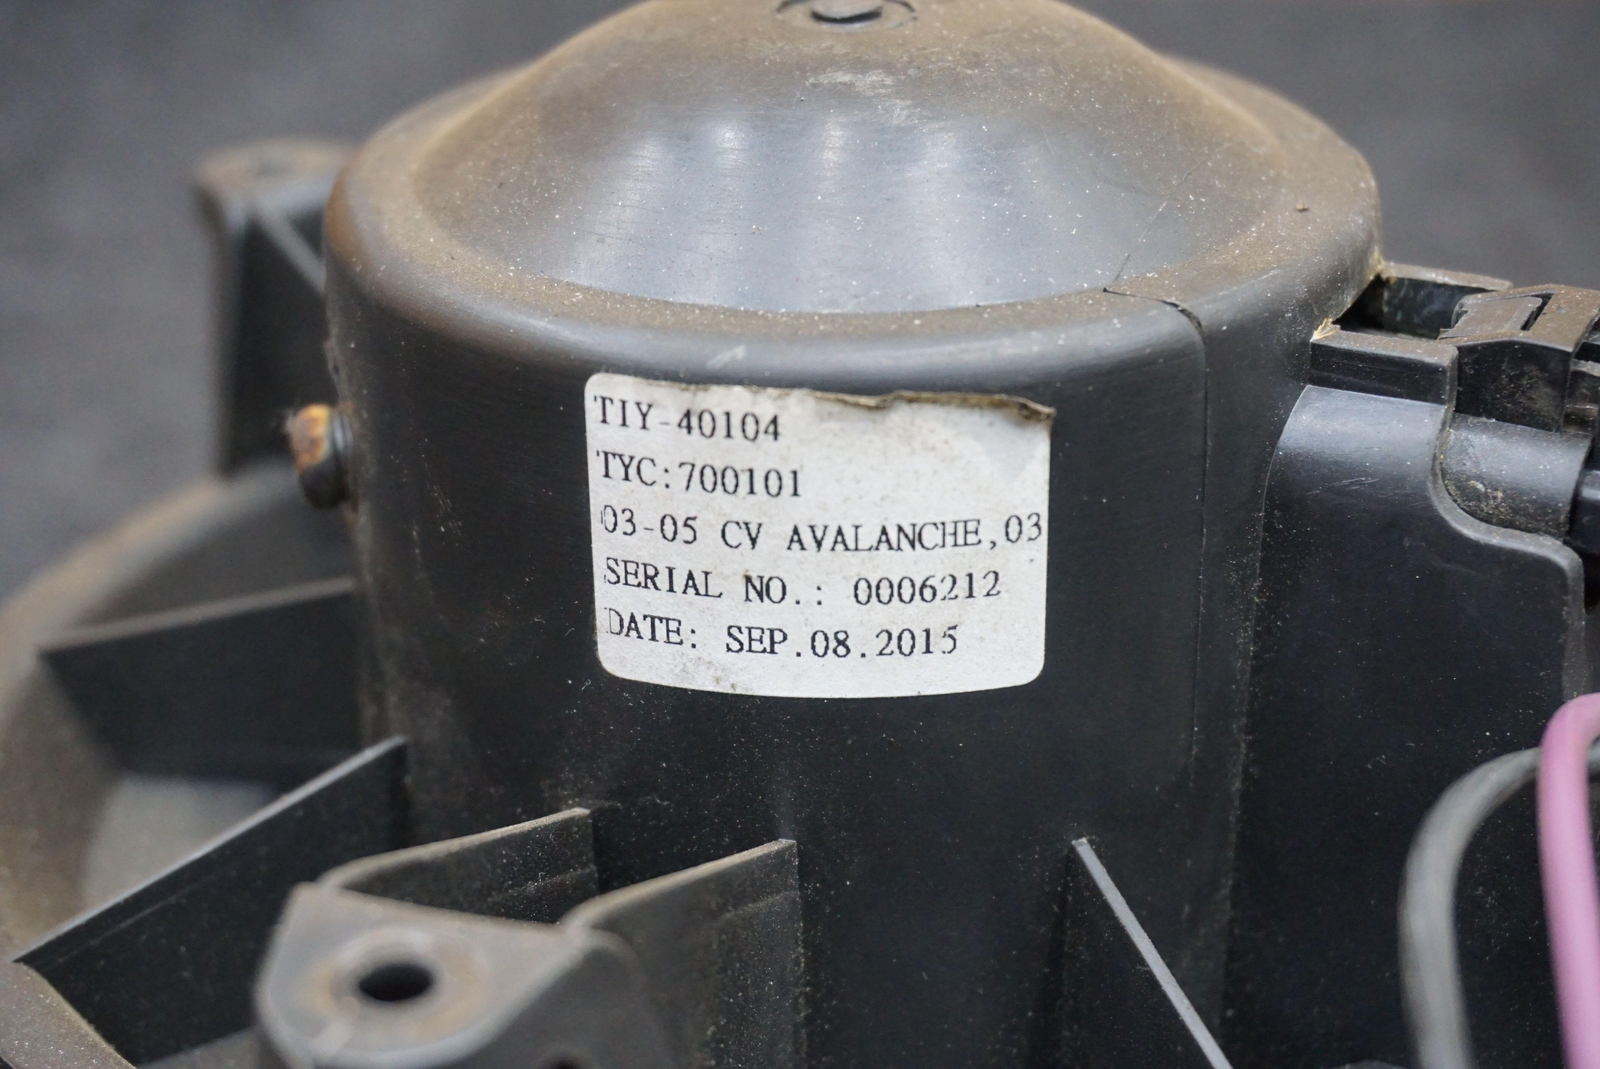 TIY-40104
TYC:700101
03-05 CV AVALANCHE,03
SERIAL NO.: 0006212
DATE: SEP.08.2015